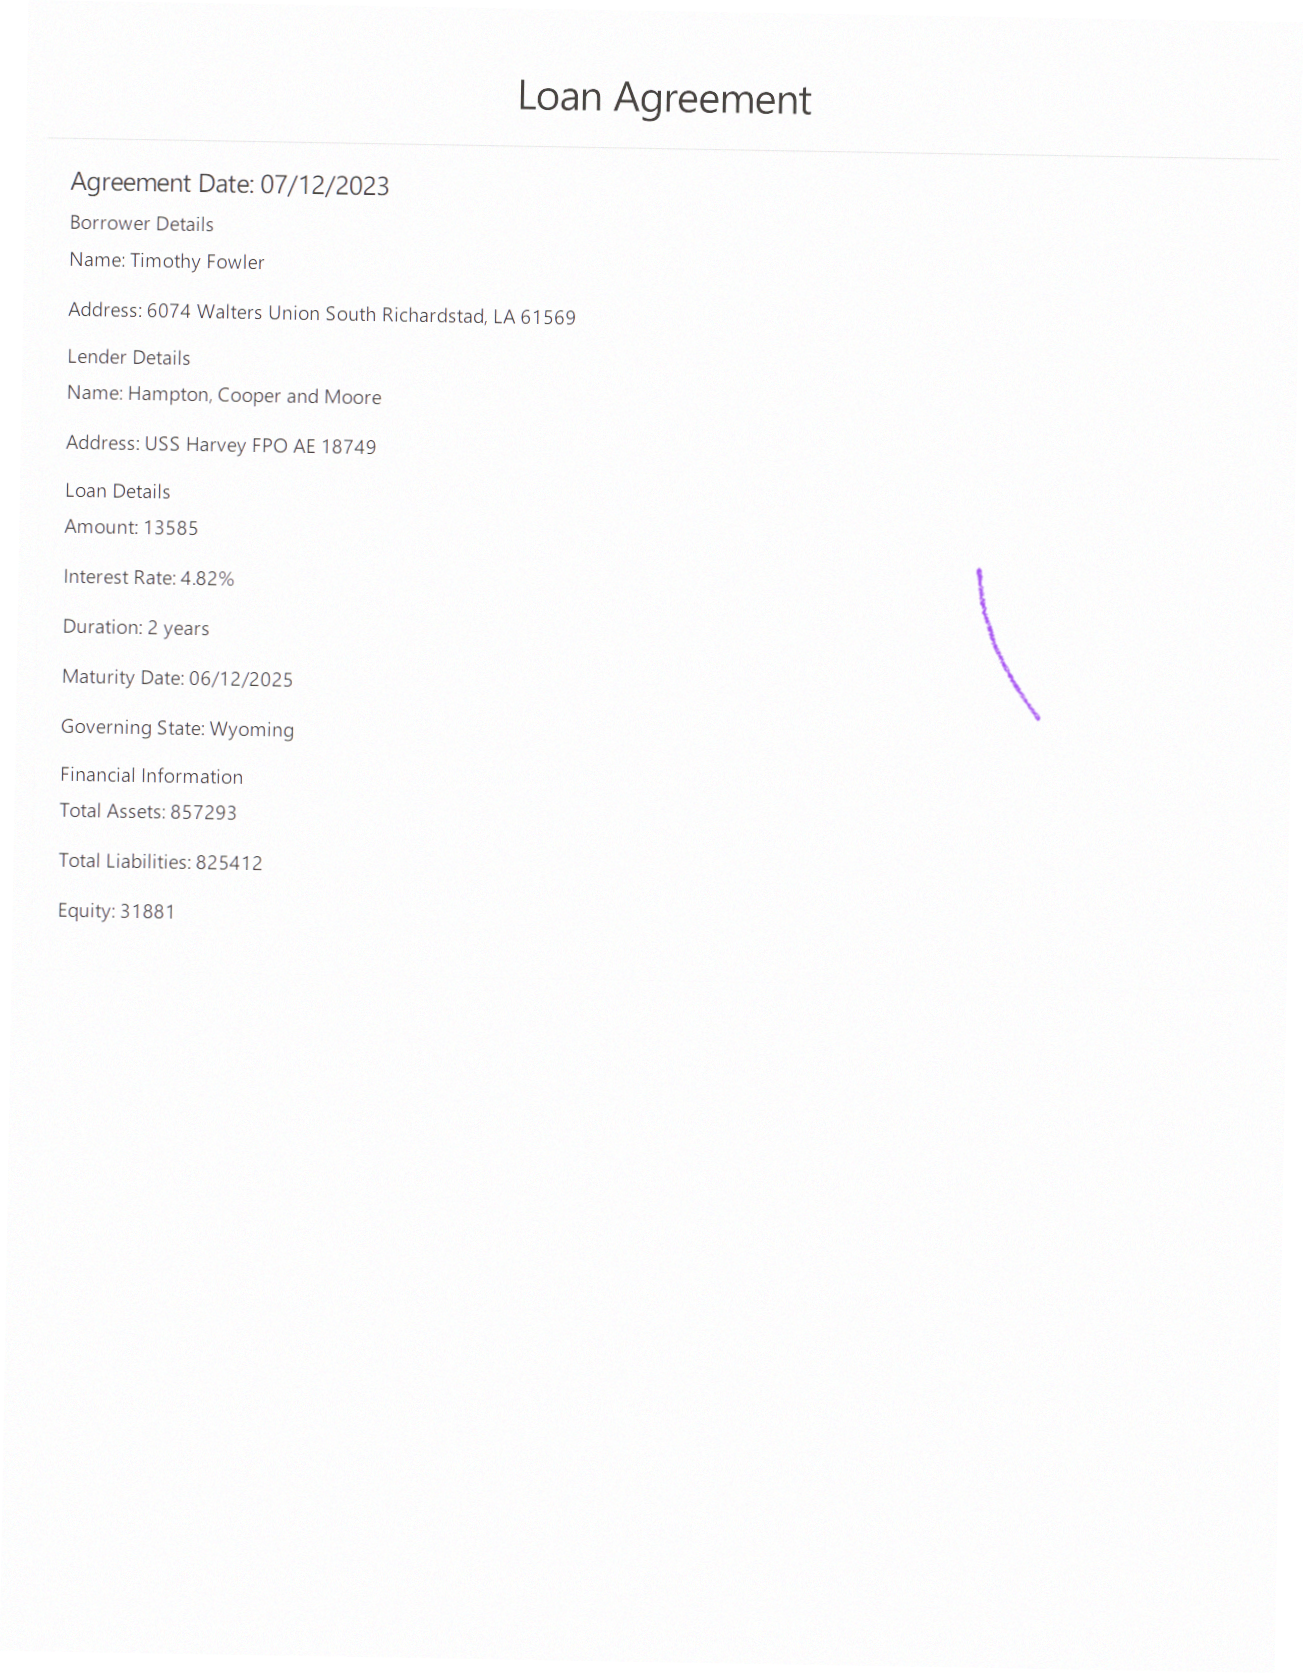 Loan Agreement
Agreement Date: 07/12/2023
Borrower Details
Name: Timothy Fowler
Address: 6074 Walters Union South Richardstad, LA 61569
Lender Details
Name: Hampton, Cooper and Moore
Address: USS Harvey FPO AE 18749
Loan Details
Amount: 13585
Interest Rate: 4.82%
Duration: 2 years
Maturity Date: 06/12/2025
Governing State: Wyoming
Financial Information
Total Assets: 857293
Total Liabilities: 825412
Equity: 31881